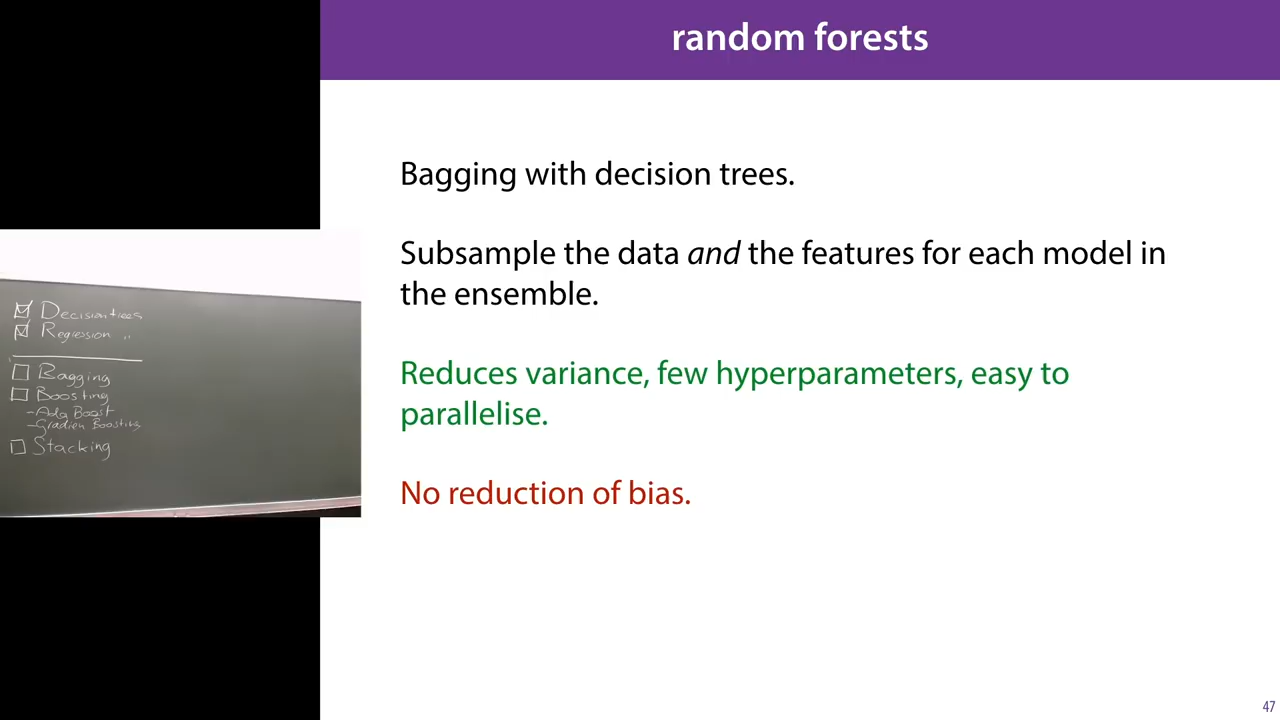 random forests
Bagging with decision trees.
Subsample the data and the features for each model in
the ensemble.
Reduces variance, few hyperparameters, easy to
parallelise.
No reduction of bias.
Decision trees
Regression "
Bagging
Boosting
-Ada Boost
-Gradien Boosting
Stacking
47